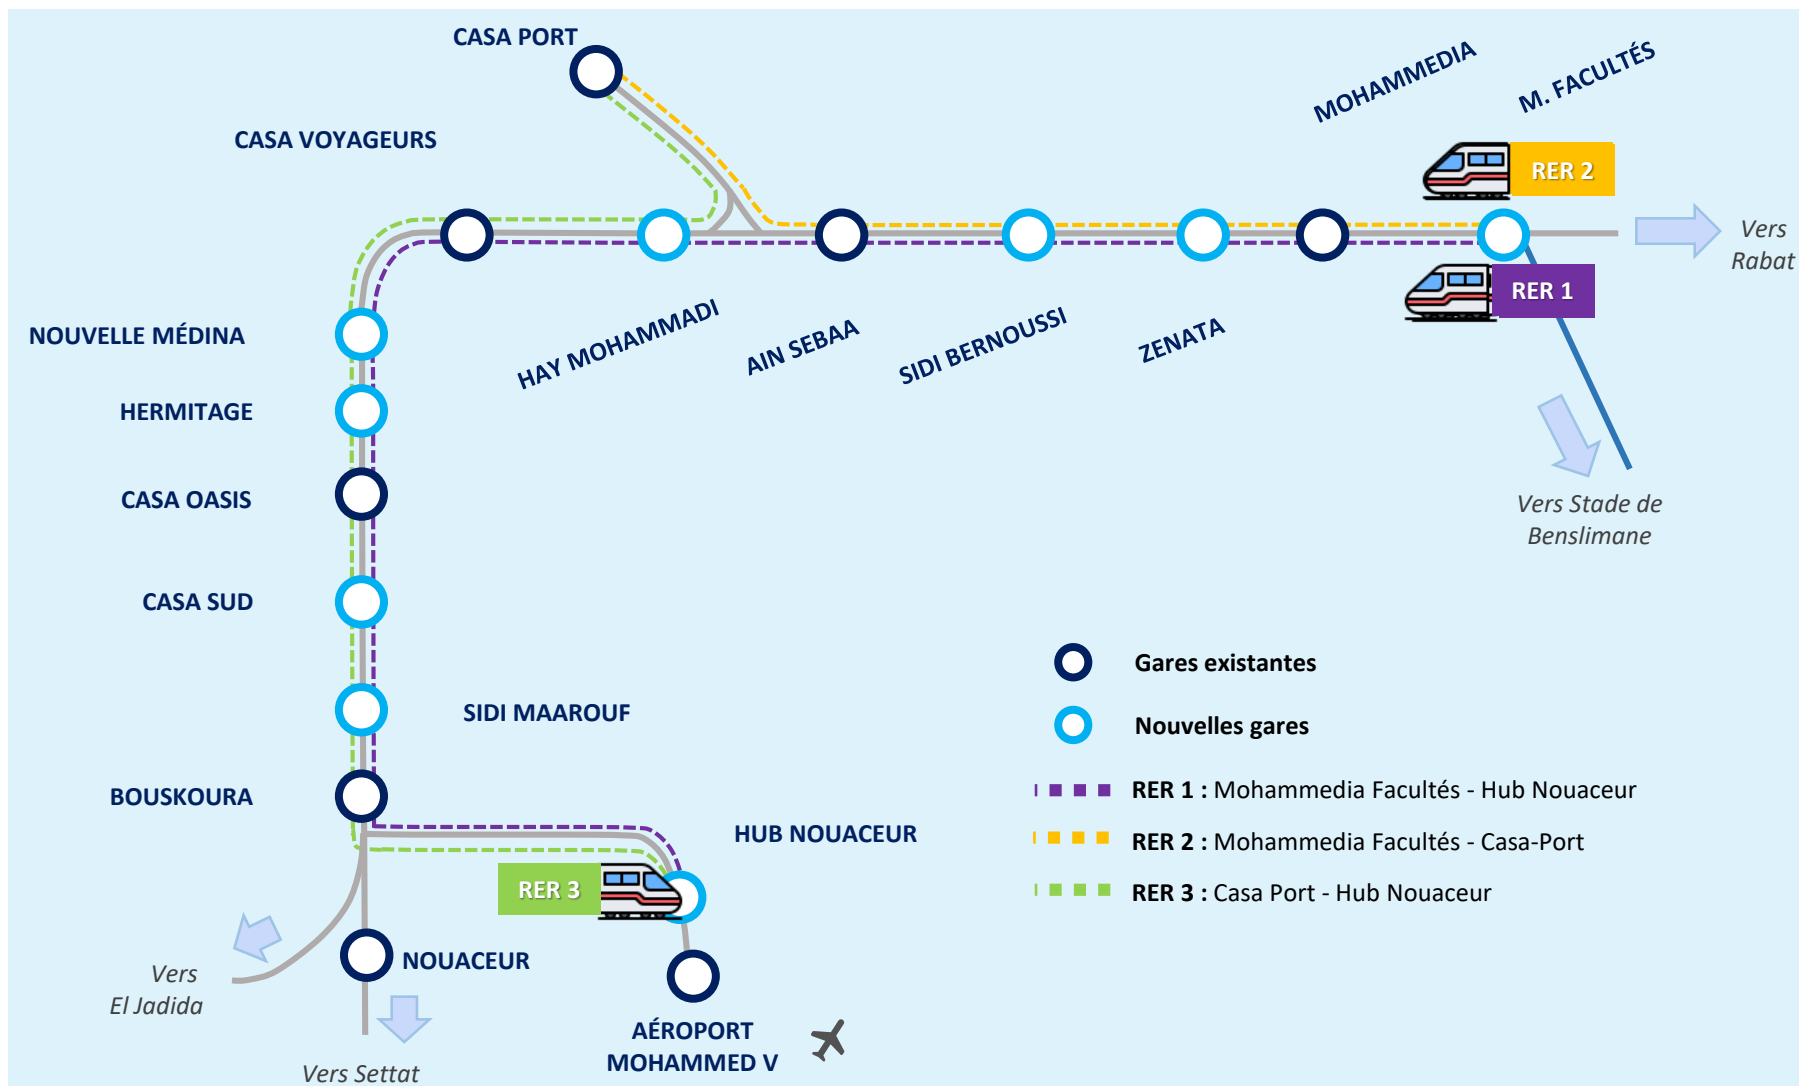 CASA PORT
MOHAMMEDIA
M. FACULTÉS
CASA VOYAGEURS
RER 2
Vers
Rabat
RER 1
NOUVELLE MÉDINA
HAY MOHAMMADI
AIN SEBAA
SIDI BERNOUSSI
ZENATA
HERMITAGE
CASA OASIS
Vers Stade de
Benslimane
CASA SUD
SIDI MAAROUF
BOUSKOURA
HUB NOUACEUR
RER 3
NOUACEUR
Vers
El Jadida
AÉROPORT
MOHAMMED V
Vers Settat
Gares existantes
Nouvelles gares
RER 1 : Mohammedia Facultés - Hub Nouaceur
RER 2 : Mohammedia Facultés - Casa-Port
RER 3 : Casa Port - Hub Nouaceur